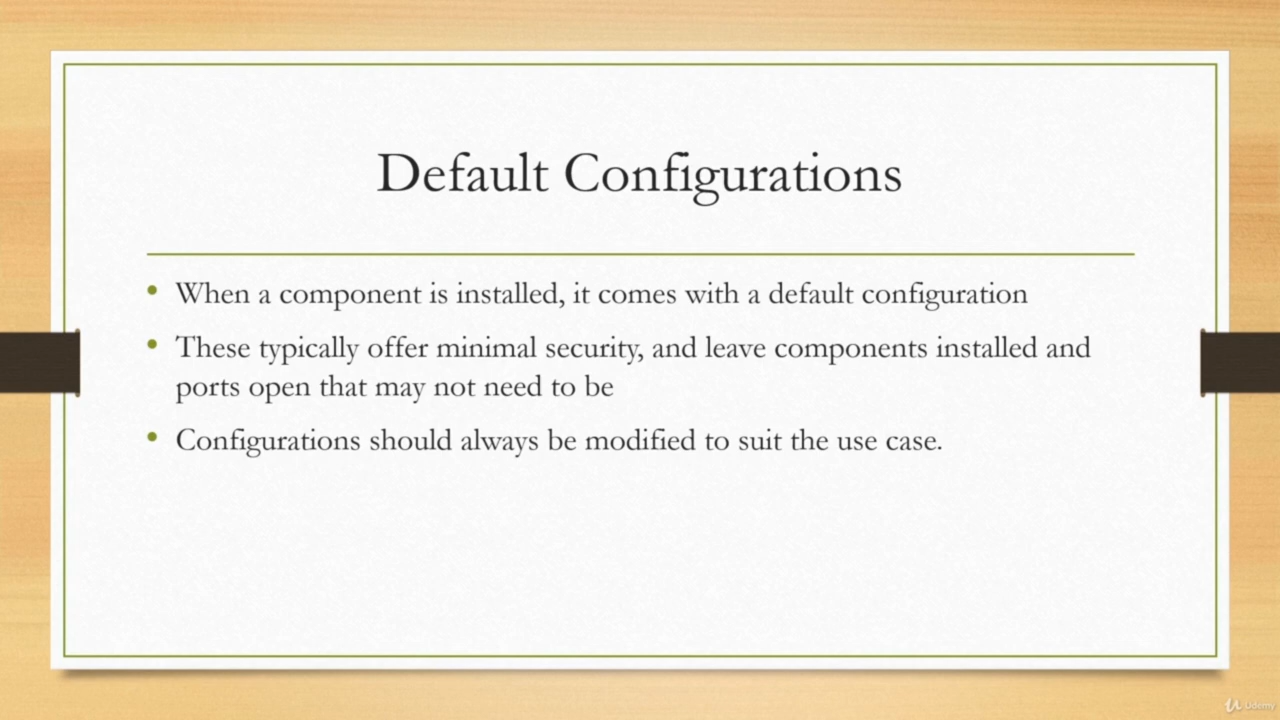 Default Configurations
• When a component is installed, it comes with a default configuration
• These typically offer minimal security, and leave components installed and
ports open that may not need to be
• Configurations should always be modified to suit the use case.
Udemy